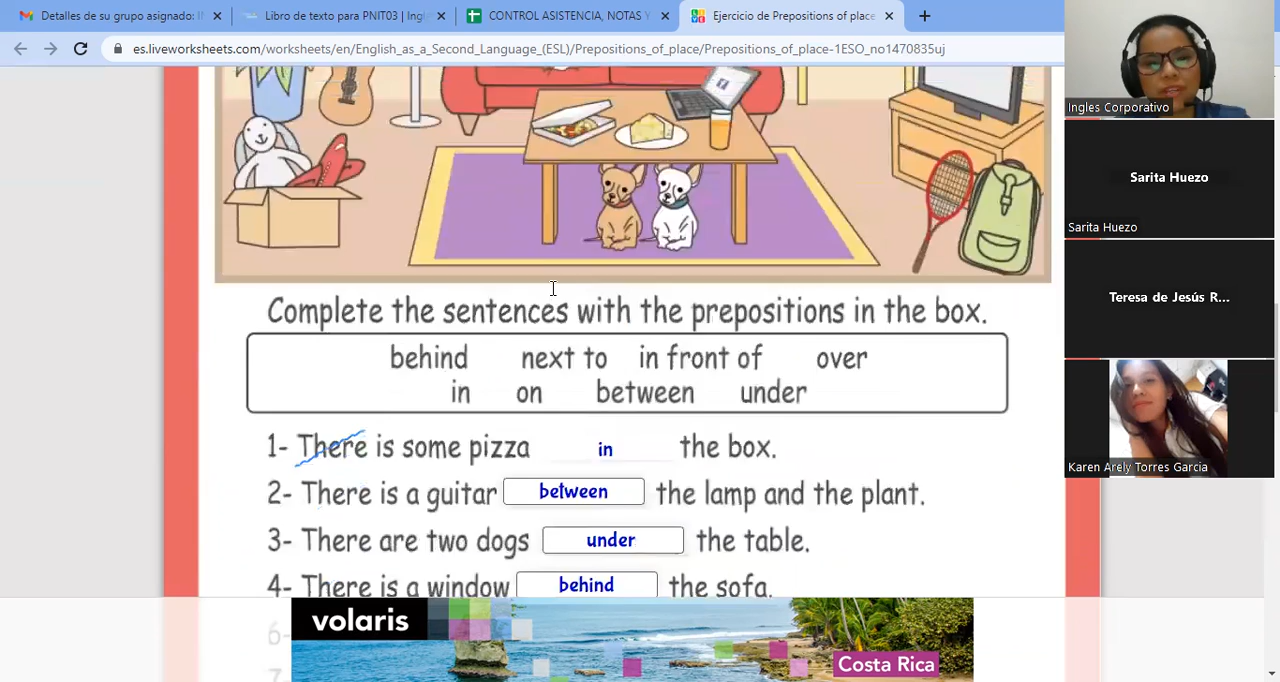 Detalles de su grupo asignado: I
Libro de texto para PNIT03 | Ingl
CONTROL ASISTENCIA, NOTAS Y
Ejercicio de Prepositions of place
es.liveworksheets.com/worksheets/en/English_as_a_Second_Language_(ESL)/Prepositions_of_place/Prepositions_of_place-1ESO_no1470835uj
Ingles Corporativo
Sarita Huezo
Sarita Huezo
Teresa de Jesús R...
Karen Arely Torres Garcia
Complete the sentences with the prepositions in the box.
behind next to in front of over
in on between under
1- There is some pizza in the box.
2- There is a guitar between the lamp and the plant.
3- There are two dogs under the table.
4- There is a window behind the sofa.
6-
7-
volaris
Costa Rica